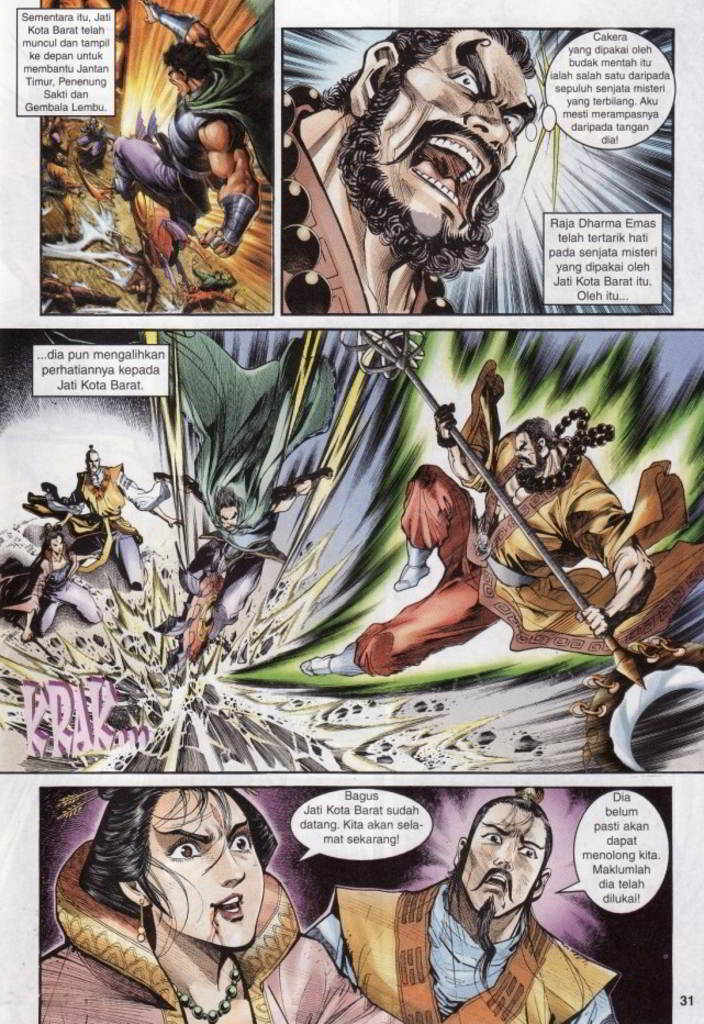 Sementara itu, Jati
Kota Barat telah
muncul dan tampil
ke depan untuk
membantu Jantan
Timur, Penenung
Sakti dan
Gembala Lembu.
Cakera
yang dipakai oleh
budak mentah itu
ialah salah satu daripada
sepuluh senjata misteri
yang terbilang. Aku
mesti merampasnya
daripada tangan
dia!
Raja Dharma Emas
telah tertarik hati
pada senjata misteri
yang dipakai oleh
Jati Kota Barat itu.
Oleh itu...
...dia pun mengalihkan
perhatiannya kepada
Jati Kota Barat.
KRAK...
Bagus
Jati Kota Barat sudah
datang. Kita akan sela-
mat sekarang!
Dia
belum
pasti akan
dapat
menolong kita.
Maklumlah
dia telah
dilukai!
31